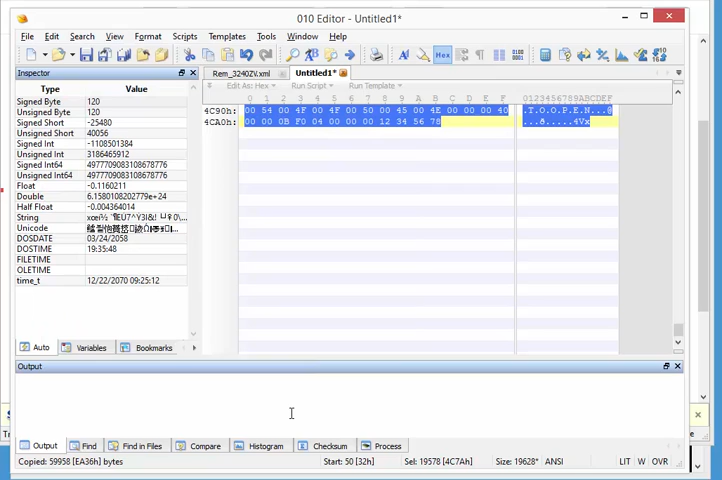 010 Editor - Untitled1*
File Edit Search View Format Scripts Templates Tools Window Help
Hex
Inspector
Type Value
Signed Byte 120
Unsigned Byte 120
Signed Short -25480
Unsigned Short 40056
Signed Int -1108501384
Unsigned Int 3186465912
Signed Int64 4977709083108678776
Unsigned Int64 4977709083108678776
Float -0.1160211
Double 6.1580108202779e+24
Half Float -0.004364014
String
Unicode
DOSDATE 03/24/2058
DOSTIME 19:35:48
FILETIME
OLETIME
time_t 12/22/2070 09:25:12
Auto Variables Bookmarks
Rem_3240ZV.xml Untitled1*
Edit As: Hex Run Script Run Template
0 1 2 3 4 5 6 7 8 9 A B C D E F 0123456789ABCDEF
4C90h: 00 54 00 4F 00 4F 00 50 00 45 00 4E 00 00 00 40 .T.O.O.P.E.N...@
4CA0h: 00 00 0B F0 04 00 00 00 12 34 56 78 ...ð.....4Vx
Output
Output Find Find in Files Compare Histogram Checksum Process
Copied: 59958 [EA36h] bytes Start: 50 [32h] Sel: 19578 [4C7Ah] Size: 19628* ANSI LIT W OVR